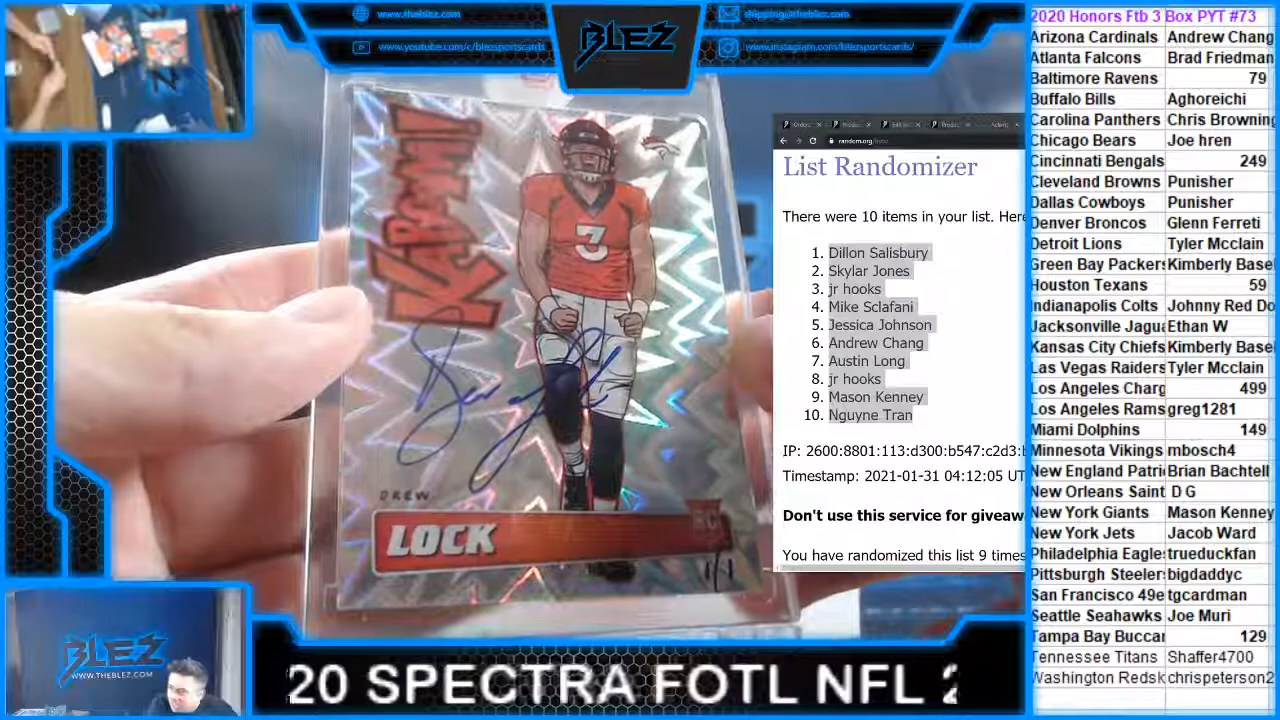 www.theblez.com
shipping@theblez.com
www.youtube.com/c/blezsportscards
www.instagram.com/blezsportscards/
BLEZ
KABOOM!
3
DREW
LOCK
RC
1/1
random.org/lists/
List Randomizer
There were 10 items in your list. Here
1. Dillon Salisbury
2. Skylar Jones
3. jr hooks
4. Mike Sclafani
5. Jessica Johnson
6. Andrew Chang
7. Austin Long
8. jr hooks
9. Mason Kenney
10. Nguyne Tran
IP: 2600:8801:113:d300:b547:c2d3:
Timestamp: 2021-01-31 04:12:05 UT
Don't use this service for giveaw
You have randomized this list 9 times
2020 Honors Ftb 3 Box PYT #73
Arizona Cardinals Andrew Chang
Atlanta Falcons Brad Friedman
Baltimore Ravens 79
Buffalo Bills Aghoreichi
Carolina Panthers Chris Browning
Chicago Bears Joe hren
Cincinnati Bengals 249
Cleveland Browns Punisher
Dallas Cowboys Punisher
Denver Broncos Glenn Ferreti
Detroit Lions Tyler Mcclain
Green Bay Packers Kimberly Basel
Houston Texans 59
Indianapolis Colts Johnny Red Do
Jacksonville Jagua Ethan W
Kansas City Chiefs Kimberly Basel
Las Vegas Raiders Tyler Mcclain
Los Angeles Charg 499
Los Angeles Rams greg1281
Miami Dolphins 149
Minnesota Vikings mbosch4
New England Patri Brian Bachtell
New Orleans Saint D G
New York Giants Mason Kenney
New York Jets Jacob Ward
Philadelphia Eagle trueduckfan
Pittsburgh Steeler bigdaddyc
San Francisco 49e tgcardman
Seattle Seahawks Joe Muri
Tampa Bay Buccar 129
Tennessee Titans Shaffer4700
Washington Redsk chrispeterson2
BLEZ
WWW.THEBLEZ.COM
20 SPECTRA FOTL NFL 2